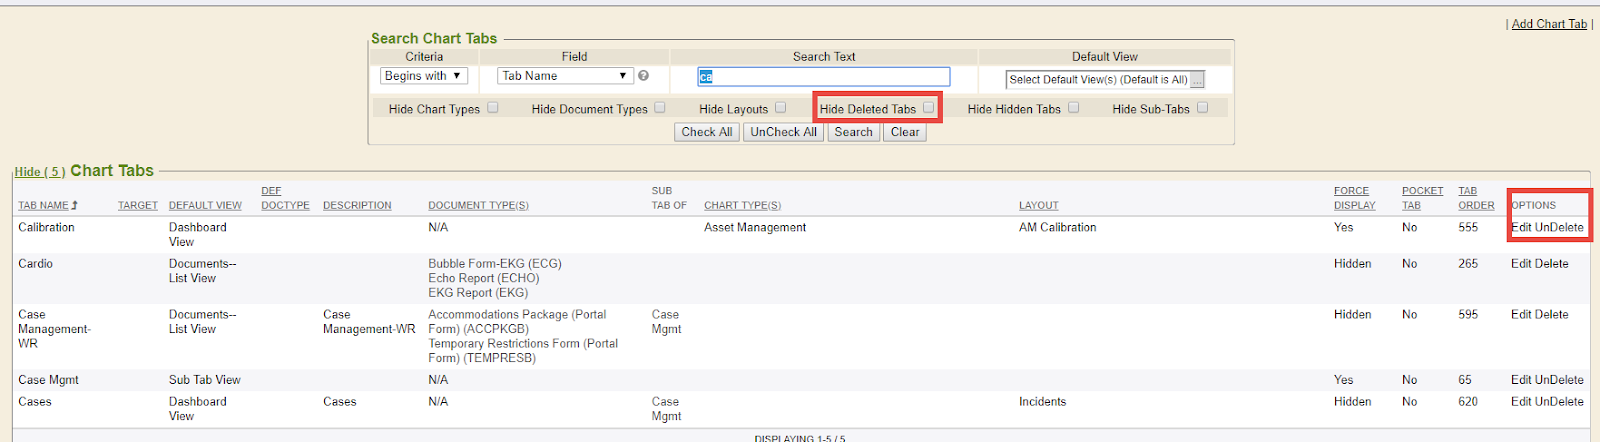 | Add Chart Tab |
Search Chart Tabs
Criteria Field Search Text Default View
Begins with Tab Name ca Select Default View(s) (Default is All) ...
Hide Chart Types Hide Document Types Hide Layouts Hide Deleted Tabs Hide Hidden Tabs Hide Sub-Tabs
Check All UnCheck All Search Clear
Hide ( 5 ) Chart Tabs
DEF SUB FORCE POCKET TAB
TAB NAME TARGET DEFAULT VIEW DOCTYPE DESCRIPTION DOCUMENT TYPE(S) TAB OF CHART TYPE(S) LAYOUT DISPLAY TAB ORDER OPTIONS
Calibration Dashboard N/A Asset Management AM Calibration Yes No 555 Edit UnDelete
View
Cardio Documents-- Bubble Form-EKG (ECG) Hidden No 265 Edit Delete
List View Echo Report (ECHO)
EKG Report (EKG)
Case Documents-- Case Accommodations Package (Portal Case Hidden No 595 Edit Delete
Management- List View Management-WR Form) (ACCPKGB) Mgmt
WR Temporary Restrictions Form (Portal
Form) (TEMPRESB)
Case Mgmt Sub Tab View N/A Yes No 65 Edit UnDelete
Cases Dashboard Cases N/A Case Incidents Hidden No 620 Edit UnDelete
View Mgmt
DISPLAYING 1-5 / 5